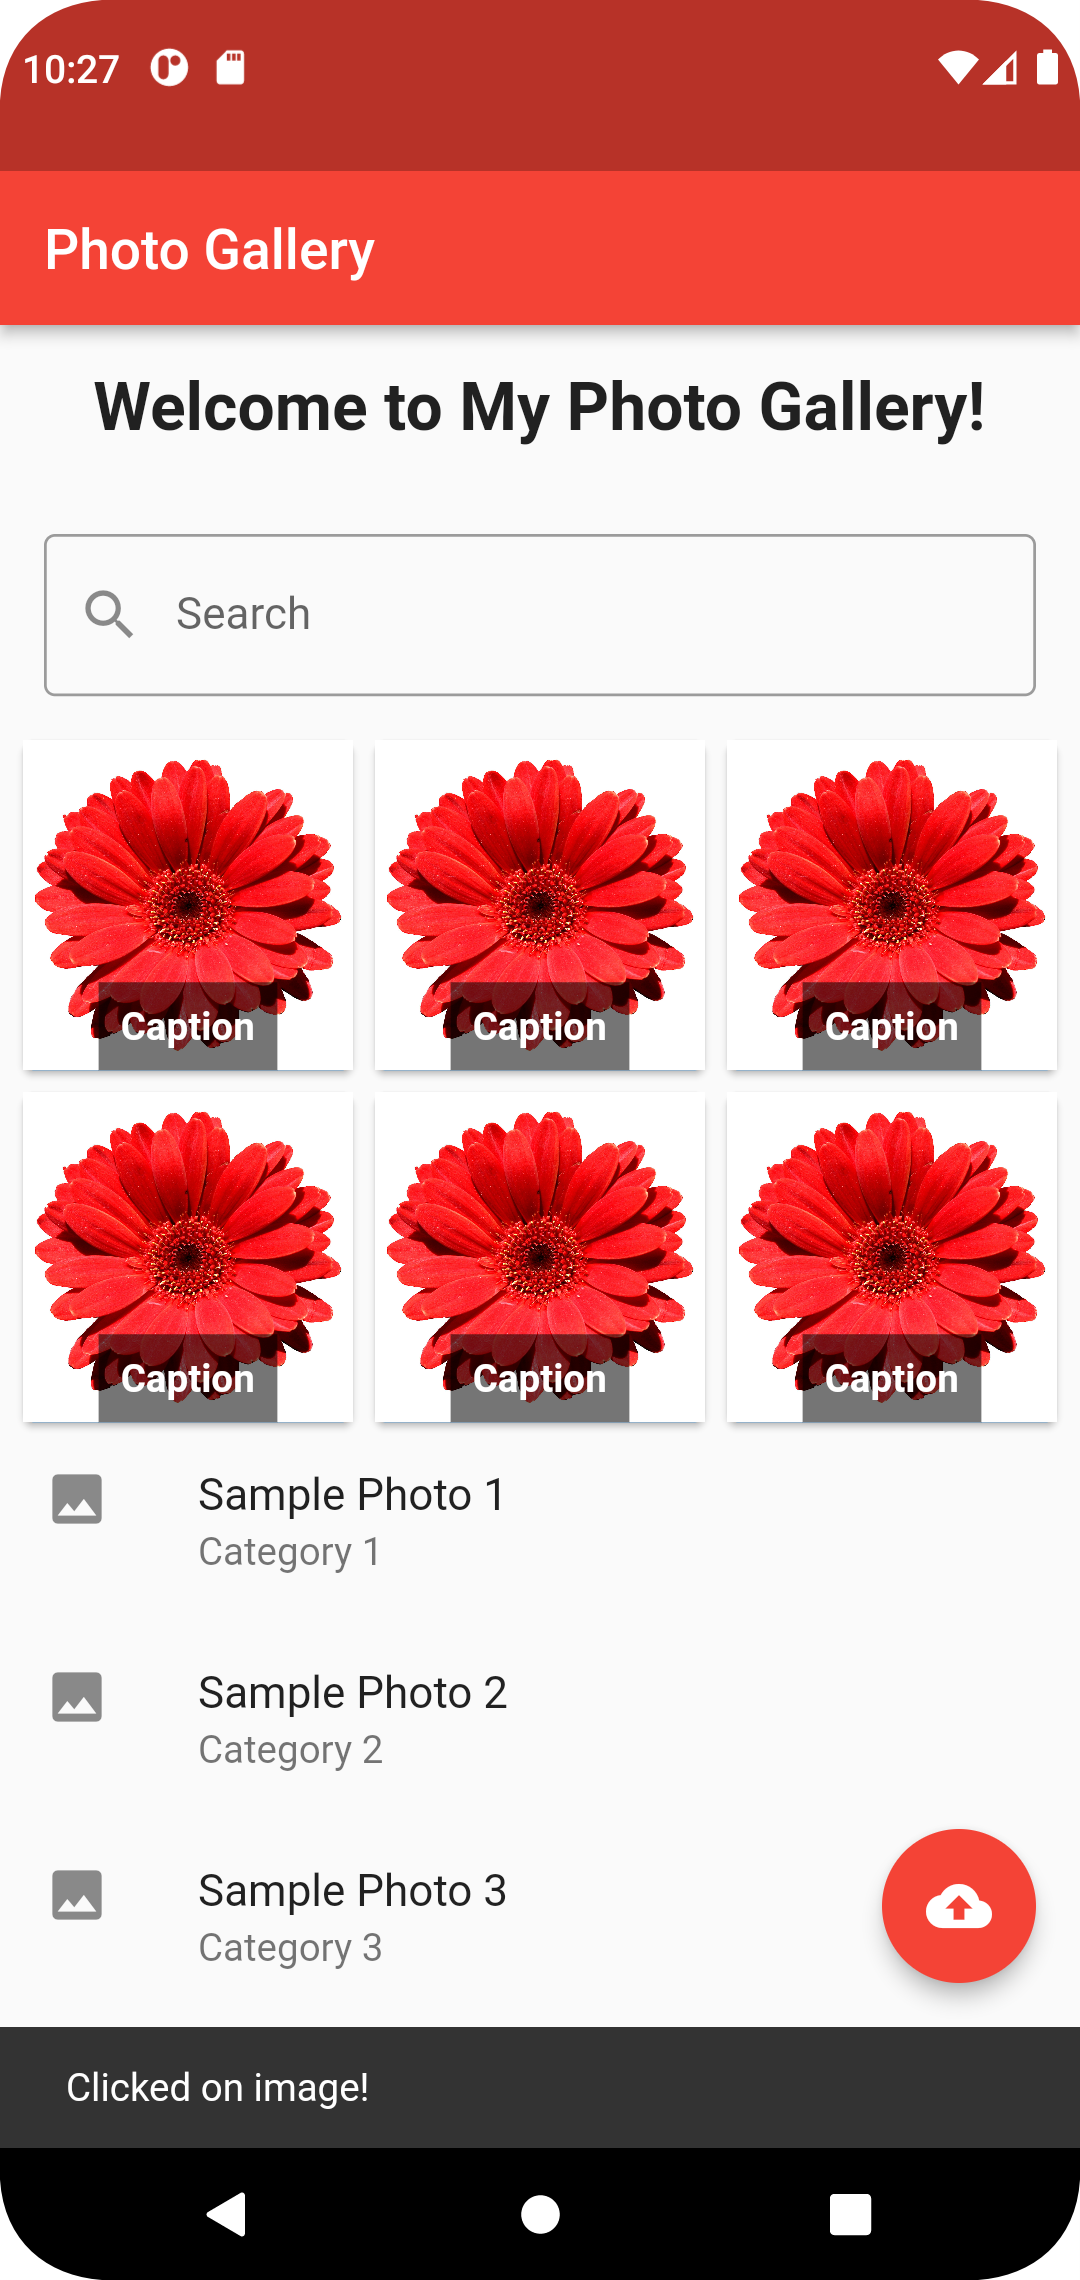 10:27
Photo Gallery
Welcome to My Photo Gallery!
Search
Caption Caption Caption
Caption Caption Caption
Sample Photo 1
Category 1
Sample Photo 2
Category 2
Sample Photo 3
Category 3
Clicked on image!